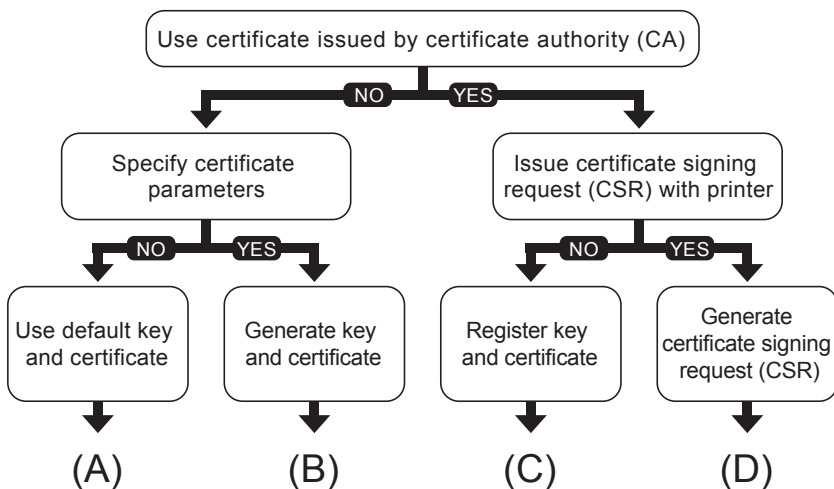 Use certificate issued by certificate authority (CA)
NO
YES
Specify certificate
parameters
Issue certificate signing
request (CSR) with printer
NO
YES
NO
YES
Use default key
and certificate
Generate key
and certificate
Register key
and certificate
Generate
certificate signing
request (CSR)
(A)
(B)
(C)
(D)